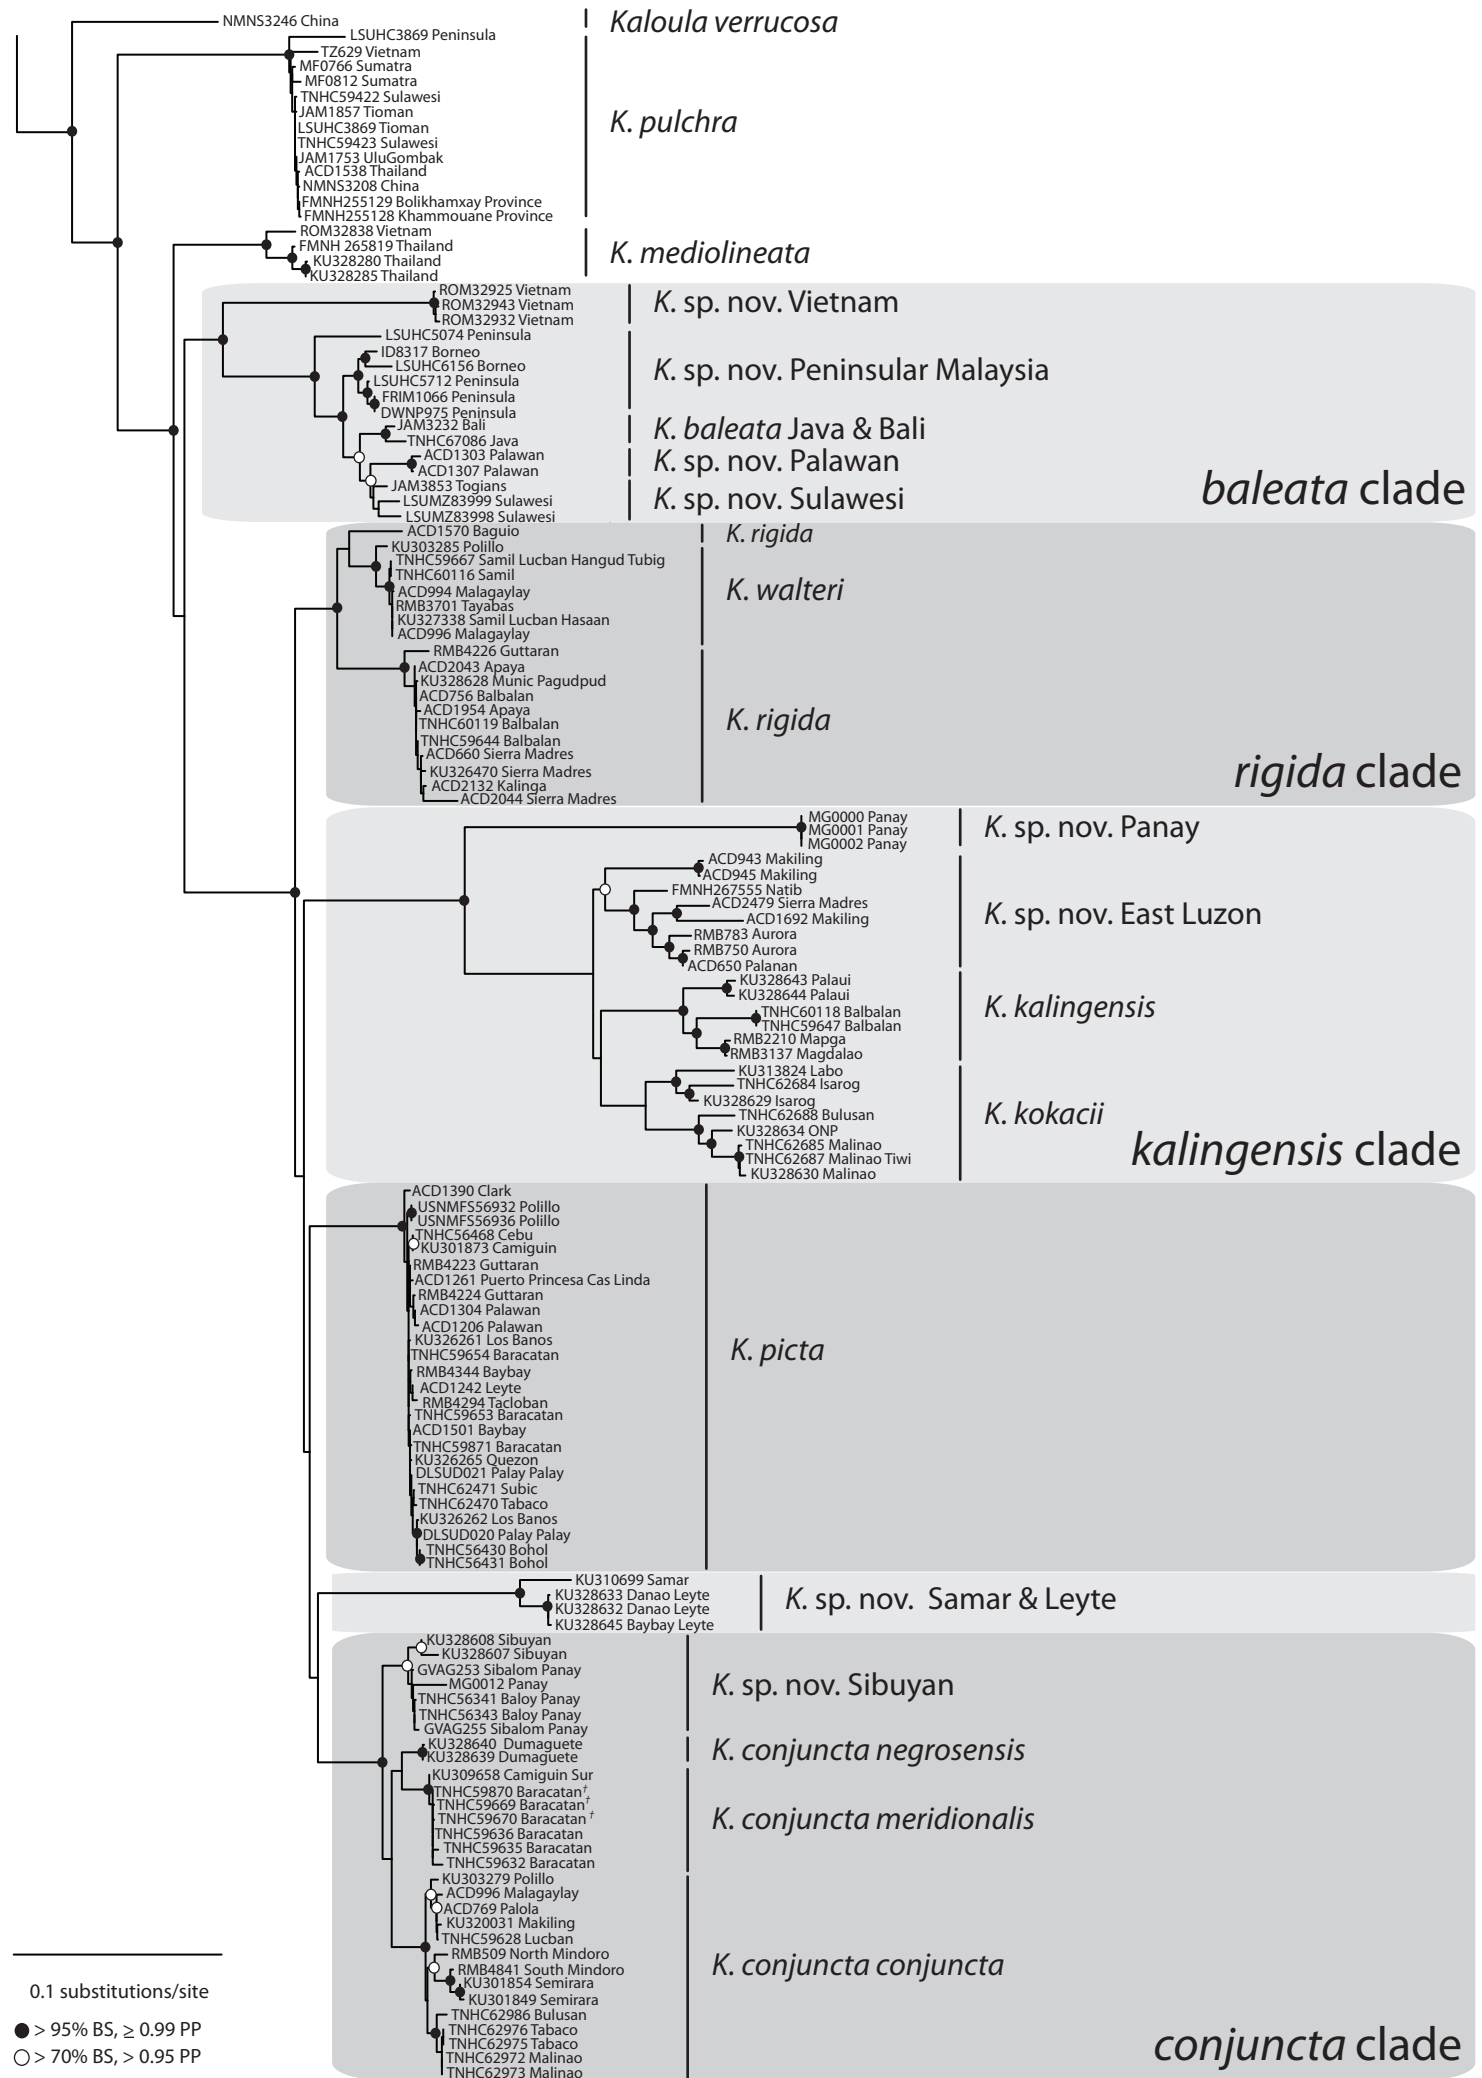 NMNS3246 China
Kaloula verrucosa
LSUHC3869 Peninsula
TZ629 Vietnam
MF0766 Sumatra
MF0812 Sumatra
TNHC59422 Sulawesi
JAM1857 Tioman
LSUHC3869 Tioman
TNHC59423 Sulawesi
JAM1753 UluGombak
ACD1538 Thailand
NMNS3208 China
FMNH255129 Bolikhamxay Province
FMNH255128 Khammouane Province
K. pulchra
ROM32838 Vietnam
FMNH 265819 Thailand
KU328280 Thailand
KU328285 Thailand
K. mediolineata
ROM32925 Vietnam
ROM32943 Vietnam
ROM32932 Vietnam
K. sp. nov. Vietnam
LSUHC5074 Peninsula
ID8317 Borneo
LSUHC6156 Borneo
LSUHC5712 Peninsula
FRIM1066 Peninsula
DWNP975 Peninsula
K. sp. nov. Peninsular Malaysia
JAM3232 Bali
TNHC67086 Java
K. baleata Java & Bali
ACD1303 Palawan
ACD1307 Palawan
K. sp. nov. Palawan
JAM3853 Togians
LSUMZ83999 Sulawesi
LSUMZ83998 Sulawesi
K. sp. nov. Sulawesi
baleata clade
ACD1570 Baguio
K. rigida
KU303285 Polillo
TNHC59667 Samil Lucban Hangud Tubig
TNHC60116 Samil
ACD994 Malagaylay
RMB3701 Tayabas
KU327338 Samil Lucban Hasaan
ACD996 Malagaylay
K. walteri
RMB4226 Guttaran
ACD2043 Apaya
KU328628 Munic Pagudpud
ACD756 Balbalan
ACD1954 Apaya
TNHC60119 Balbalan
TNHC59644 Balbalan
ACD660 Sierra Madres
KU326470 Sierra Madres
ACD2132 Kalinga
ACD2044 Sierra Madres
K. rigida
rigida clade
MG0000 Panay
MG0001 Panay
MG0002 Panay
K. sp. nov. Panay
ACD943 Makiling
ACD945 Makiling
FMNH267555 Natib
ACD2479 Sierra Madres
ACD1692 Makiling
RMB783 Aurora
RMB750 Aurora
ACD650 Palanan
K. sp. nov. East Luzon
KU328643 Palaui
KU328644 Palaui
TNHC60118 Balbalan
TNHC59647 Balbalan
RMB2210 Mapga
RMB3137 Magdalao
K. kalingensis
KU313824 Labo
TNHC62684 Isarog
KU328629 Isarog
TNHC62688 Bulusan
KU328634 ONP
TNHC62685 Malinao
TNHC62687 Malinao Tiwi
KU328630 Malinao
K. kokacii
kalingensis clade
ACD1390 Clark
USNMFS56932 Polillo
USNMFS56936 Polillo
TNHC56468 Cebu
KU301873 Camiguin
RMB4223 Guttaran
ACD1261 Puerto Princesa Cas Linda
RMB4224 Guttaran
ACD1304 Palawan
ACD1206 Palawan
KU326261 Los Banos
TNHC59654 Baracatan
RMB4344 Baybay
ACD1242 Leyte
RMB4294 Tacloban
TNHC59653 Baracatan
ACD1501 Baybay
TNHC59871 Baracatan
KU326265 Quezon
DLSUD021 Palay Palay
TNHC62471 Subic
TNHC62470 Tabaco
KU326262 Los Banos
DLSUD020 Palay Palay
TNHC56430 Bohol
TNHC56431 Bohol
K. picta
KU310699 Samar
KU328633 Danao Leyte
KU328632 Danao Leyte
KU328645 Baybay Leyte
K. sp. nov. Samar & Leyte
KU328608 Sibuyan
KU328607 Sibuyan
GVAG253 Sibalom Panay
MG0012 Panay
TNHC56341 Baloy Panay
TNHC56343 Baloy Panay
GVAG255 Sibalom Panay
K. sp. nov. Sibuyan
KU328640 Dumaguete
KU328639 Dumaguete
K. conjuncta negrosensis
KU309658 Camiguin Sur
TNHC59870 Baracatan†
TNHC59669 Baracatan†
TNHC59670 Baracatan†
TNHC59636 Baracatan
TNHC59635 Baracatan
TNHC59632 Baracatan
K. conjuncta meridionalis
KU303279 Polillo
ACD996 Malagaylay
ACD769 Palola
KU320031 Makiling
TNHC59628 Lucban
RMB509 North Mindoro
RMB4841 South Mindoro
KU301854 Semirara
KU301849 Semirara
TNHC62986 Bulusan
TNHC62976 Tabaco
TNHC62975 Tabaco
TNHC62972 Malinao
TNHC62973 Malinao
K. conjuncta conjuncta
conjuncta clade
0.1 substitutions/site
> 95% BS, ≥ 0.99 PP
> 70% BS, > 0.95 PP